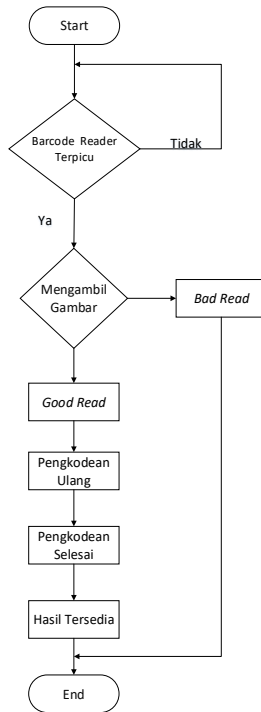 Start
Barcode Reader
Terpicu
Tidak
Ya
Mengambil
Gambar
Bad Read
Good Read
Pengkodean
Ulang
Pengkodean
Selesai
Hasil Tersedia
End